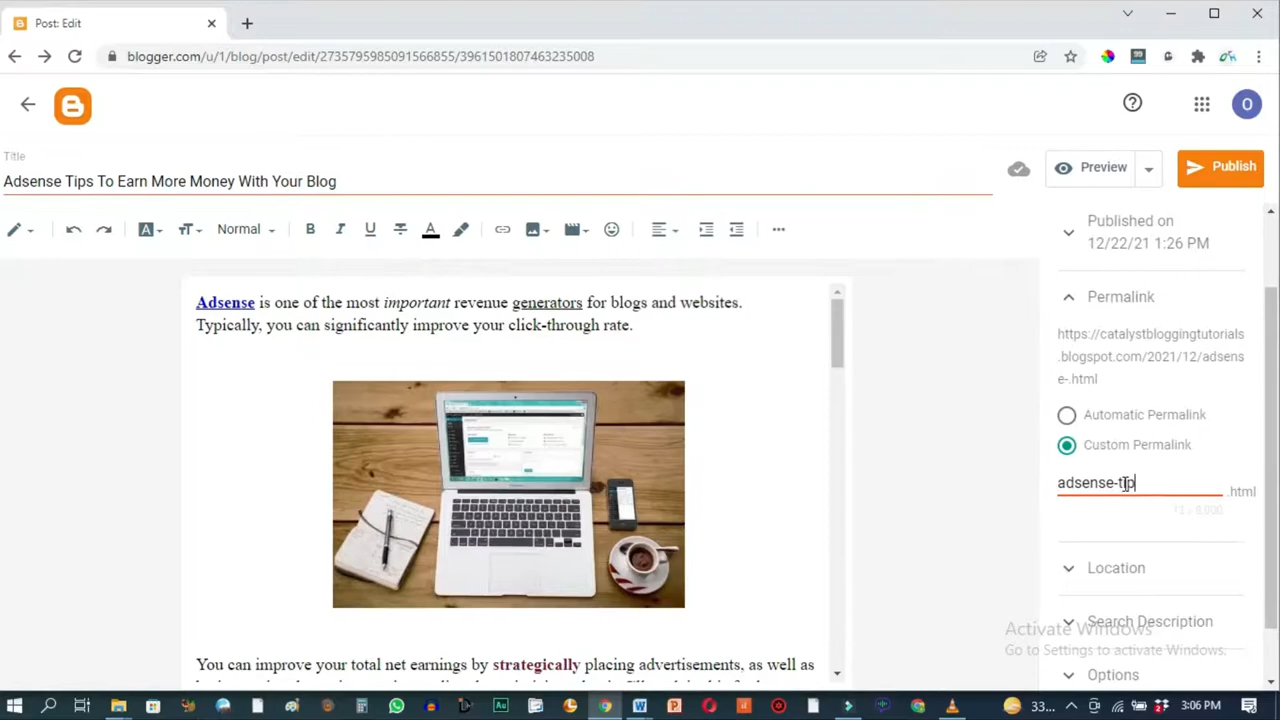 Post: Edit
blogger.com/u/1/blog/post/edit/2735795985091566855/3961501807463235008
O
Title
Adsense Tips To Earn More Money With Your Blog
Preview
Publish
Normal
B I U A
Published on
12/22/21 1:26 PM
Permalink
https://catalystbloggingtutorials
.blogspot.com/2021/12/adsens
e-.html
Automatic Permalink
Custom Permalink
adsense-tip
.html
Location
Search Description
Options
Adsense is one of the most important revenue generators for blogs and websites.
Typically, you can significantly improve your click-through rate.
You can improve your total net earnings by strategically placing advertisements, as well as
Activate Windows
Go to Settings to activate Windows.
33...
3:06 PM